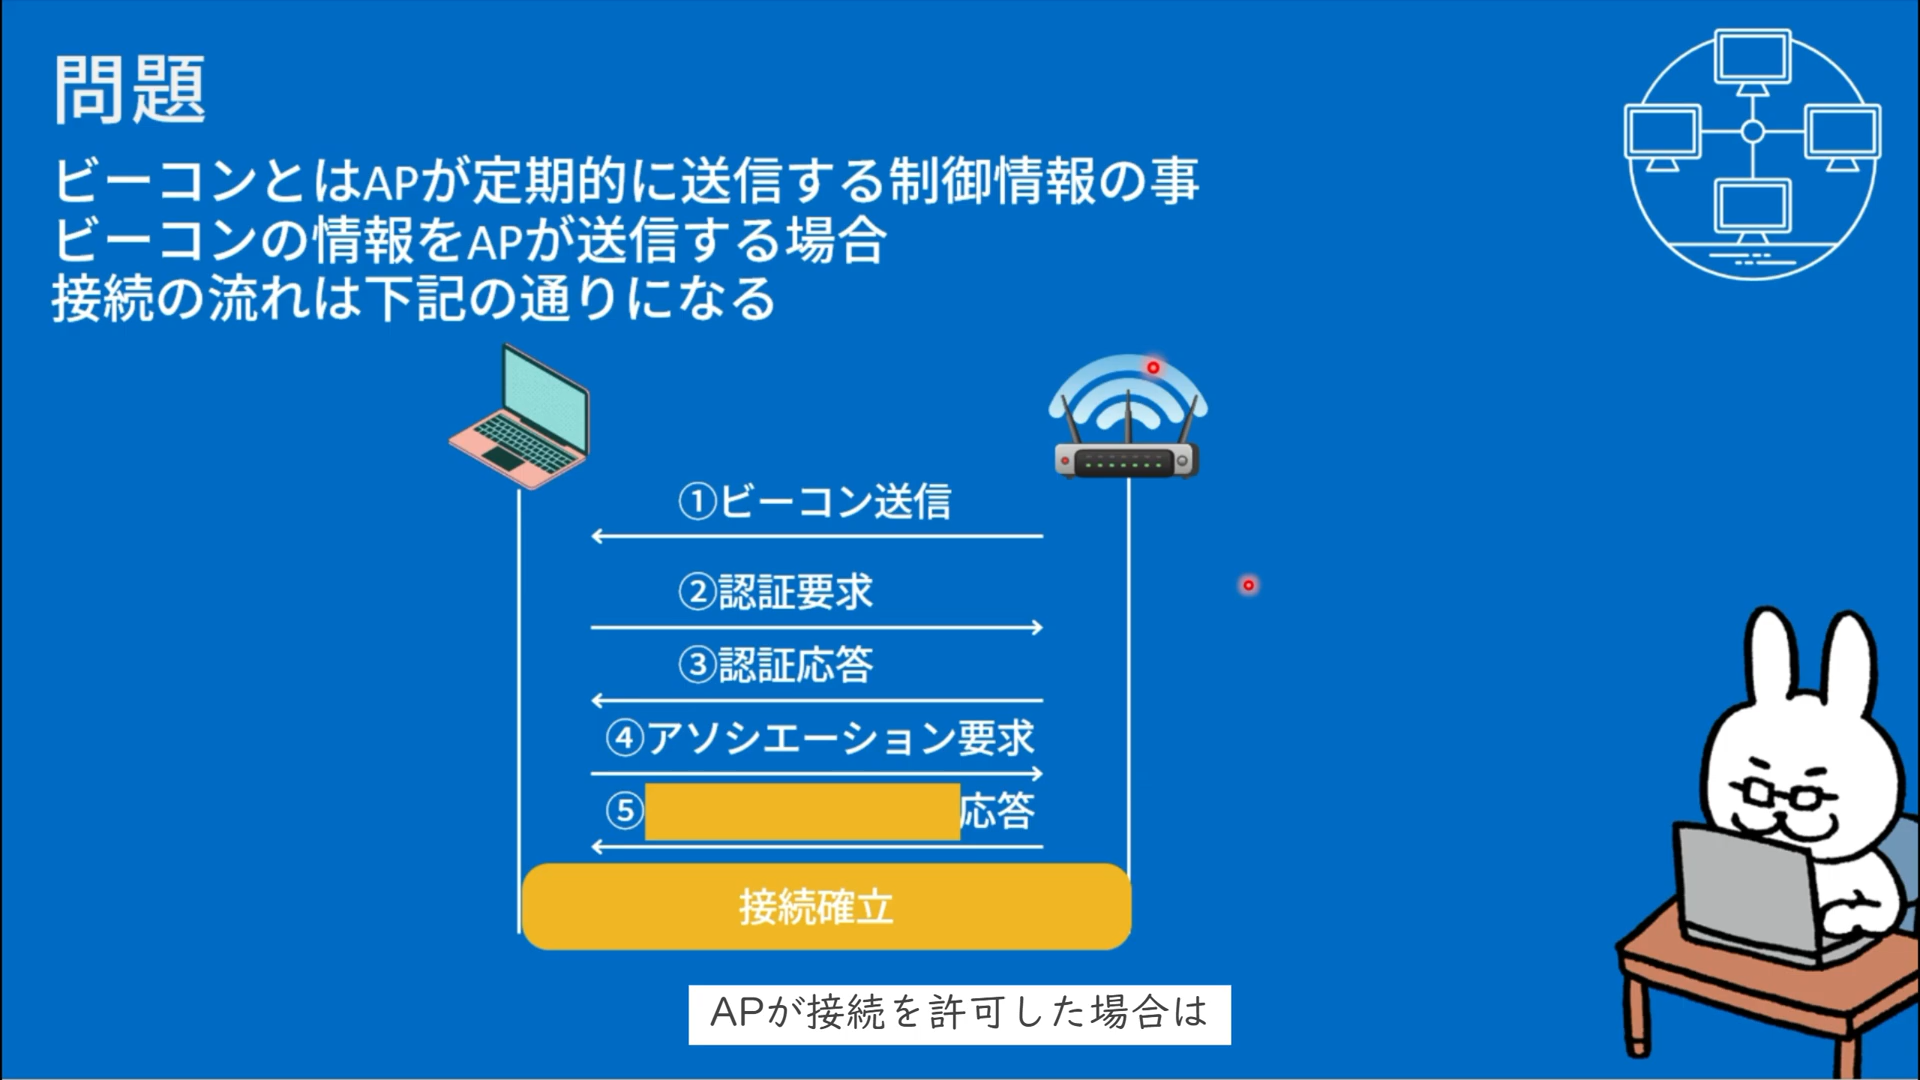 問題
ビーコンとはAPが定期的に送信する制御情報の事
ビーコンの情報をAPが送信する場合
接続の流れは下記の通りになる
①ビーコン送信
②認証要求
③認証応答
④アソシエーション要求
⑤
応答
接続確立
APが接続を許可した場合は